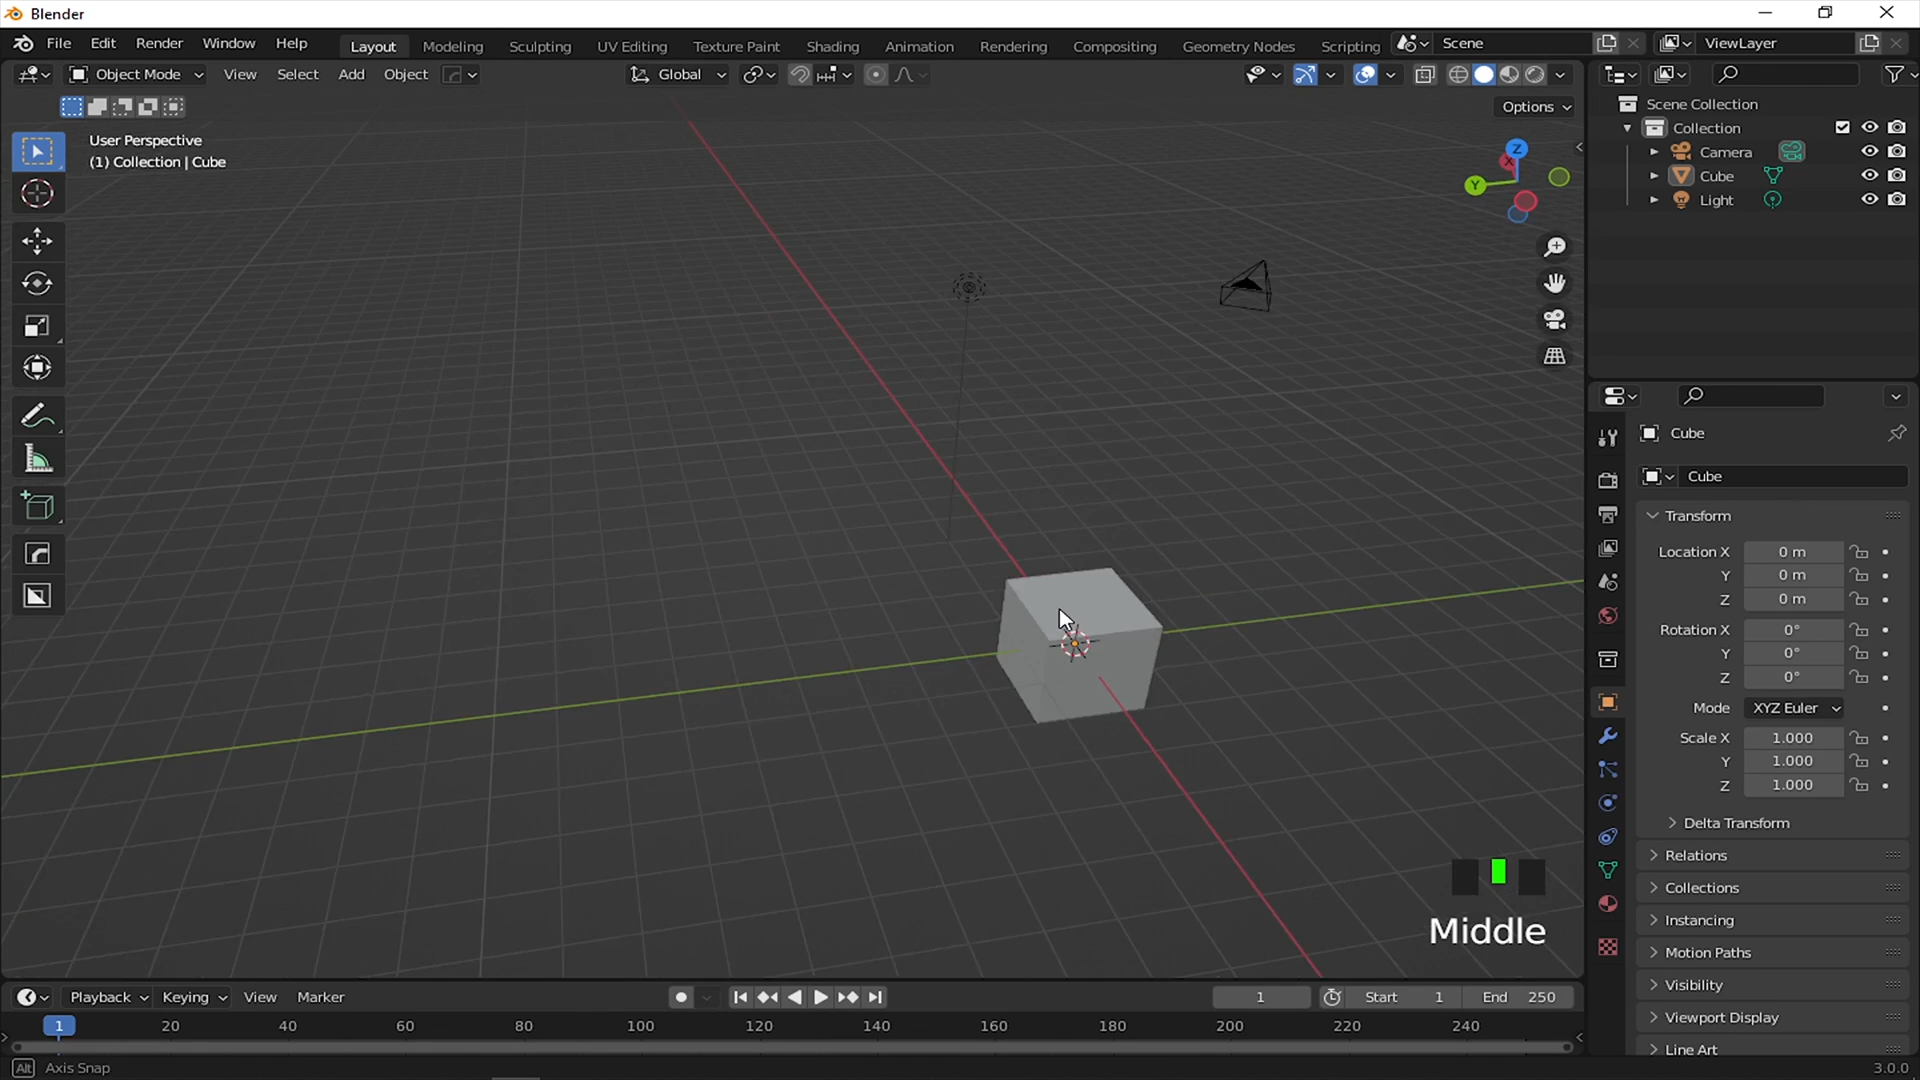 Blender
File Edit Render Window Help
Layout Modeling Sculpting UV Editing Texture Paint Shading Animation Rendering Compositing Geometry Nodes Scripting
Scene
ViewLayer
Object Mode View Select Add Object
Global
Options
User Perspective
(1) Collection | Cube
Z
X
Y
Scene Collection
Collection
Camera
Cube
Light
Cube
Cube
Transform
Location X 0 m
Y 0 m
Z 0 m
Rotation X 0°
Y 0°
Z 0°
Mode XYZ Euler
Scale X 1.000
Y 1.000
Z 1.000
Delta Transform
Relations
Collections
Instancing
Motion Paths
Visibility
Viewport Display
Line Art
Middle
Playback Keying View Marker
1
Start 1
End 250
1 20 40 60 80 100 120 140 160 180 200 220 240
Alt Axis Snap
3.0.0